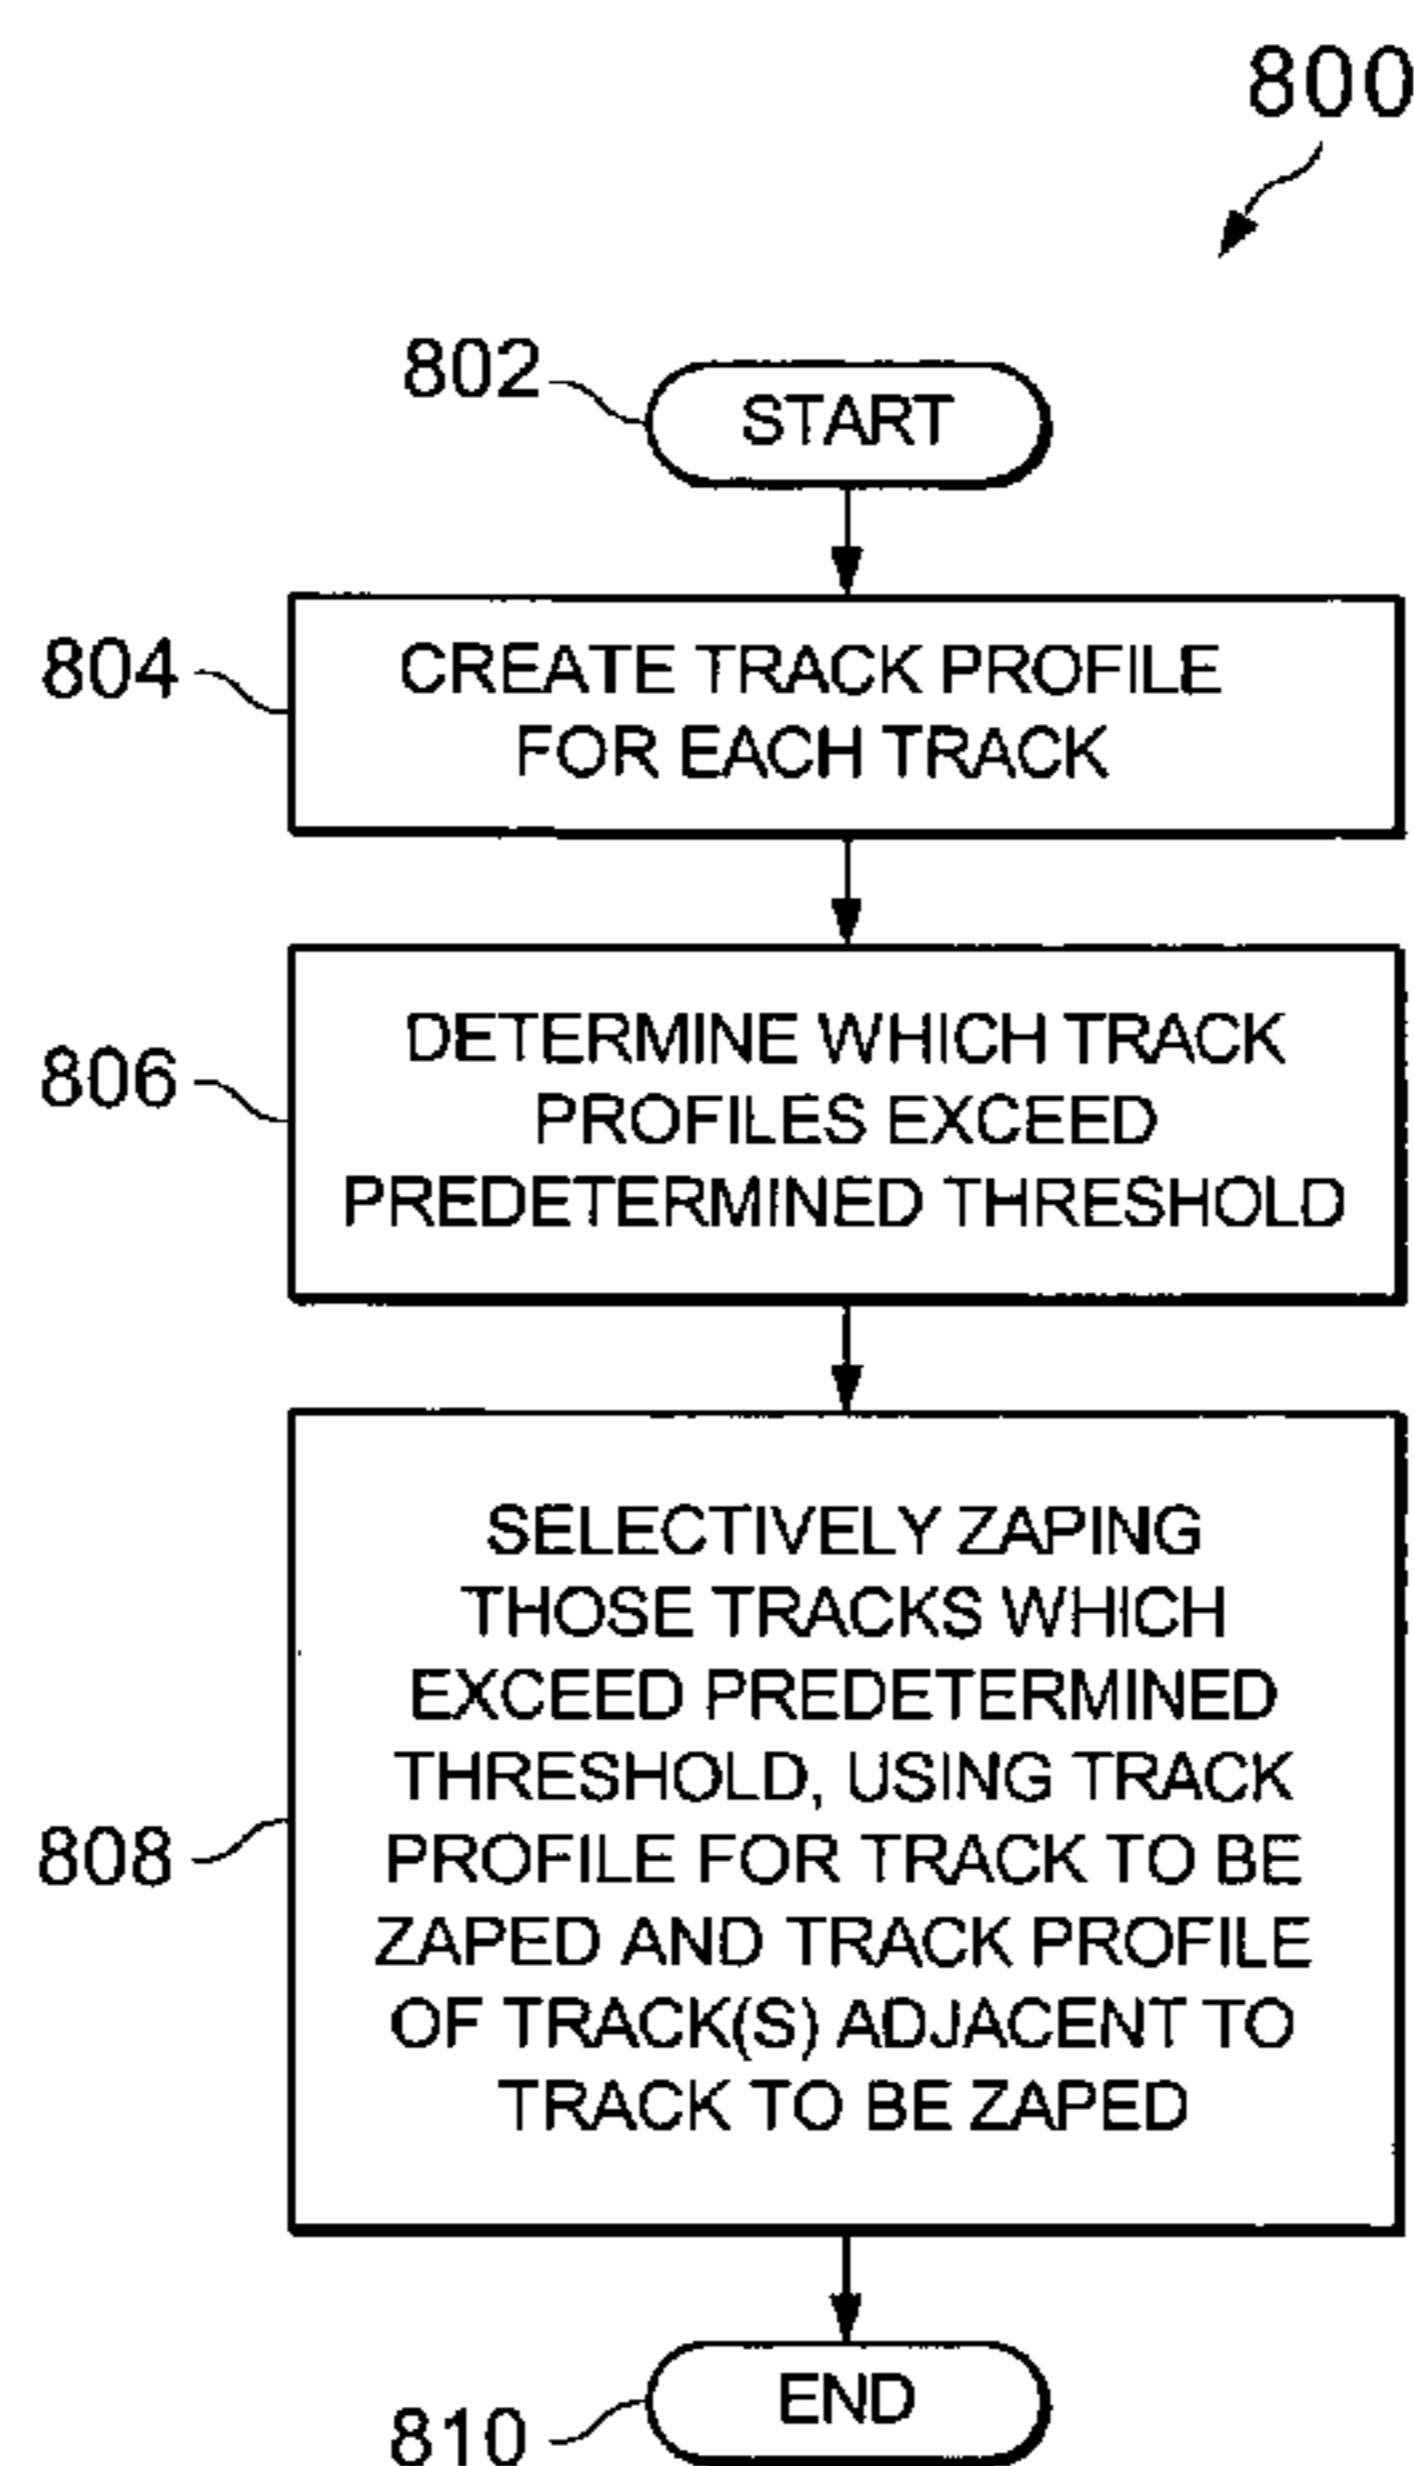 800
802
START
804
CREATE TRACK PROFILE
FOR EACH TRACK
806
DETERMINE WHICH TRACK
PROFILES EXCEED
PREDETERMINED THRESHOLD
808
SELECTIVELY ZAPING
THOSE TRACKS WHICH
EXCEED PREDETERMINED
THRESHOLD, USING TRACK
PROFILE FOR TRACK TO BE
ZAPED AND TRACK PROFILE
OF TRACK(S) ADJACENT TO
TRACK TO BE ZAPED
810
END